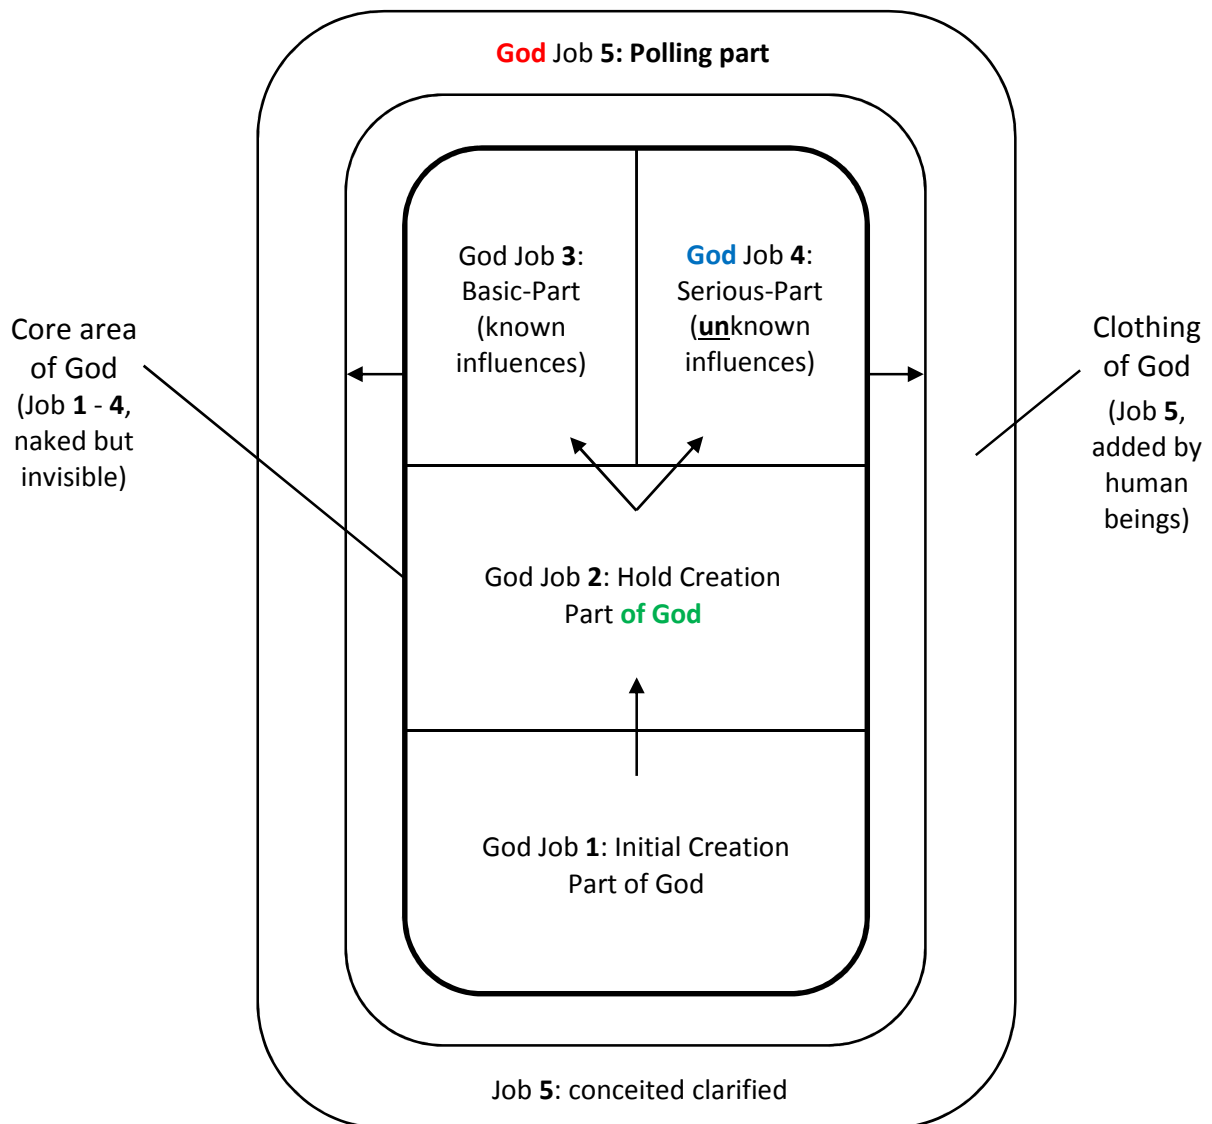 God Job 5: Polling part
God Job 3:
Basic-Part
(known
influences)
God Job 4:
Serious-Part
(unknown
influences)
Core area
of God
(Job 1 - 4,
naked but
invisible)
Clothing
of God
(Job 5,
added by
human
beings)
God Job 2: Hold Creation
Part of God
God Job 1: Initial Creation
Part of God
Job 5: conceited clarified